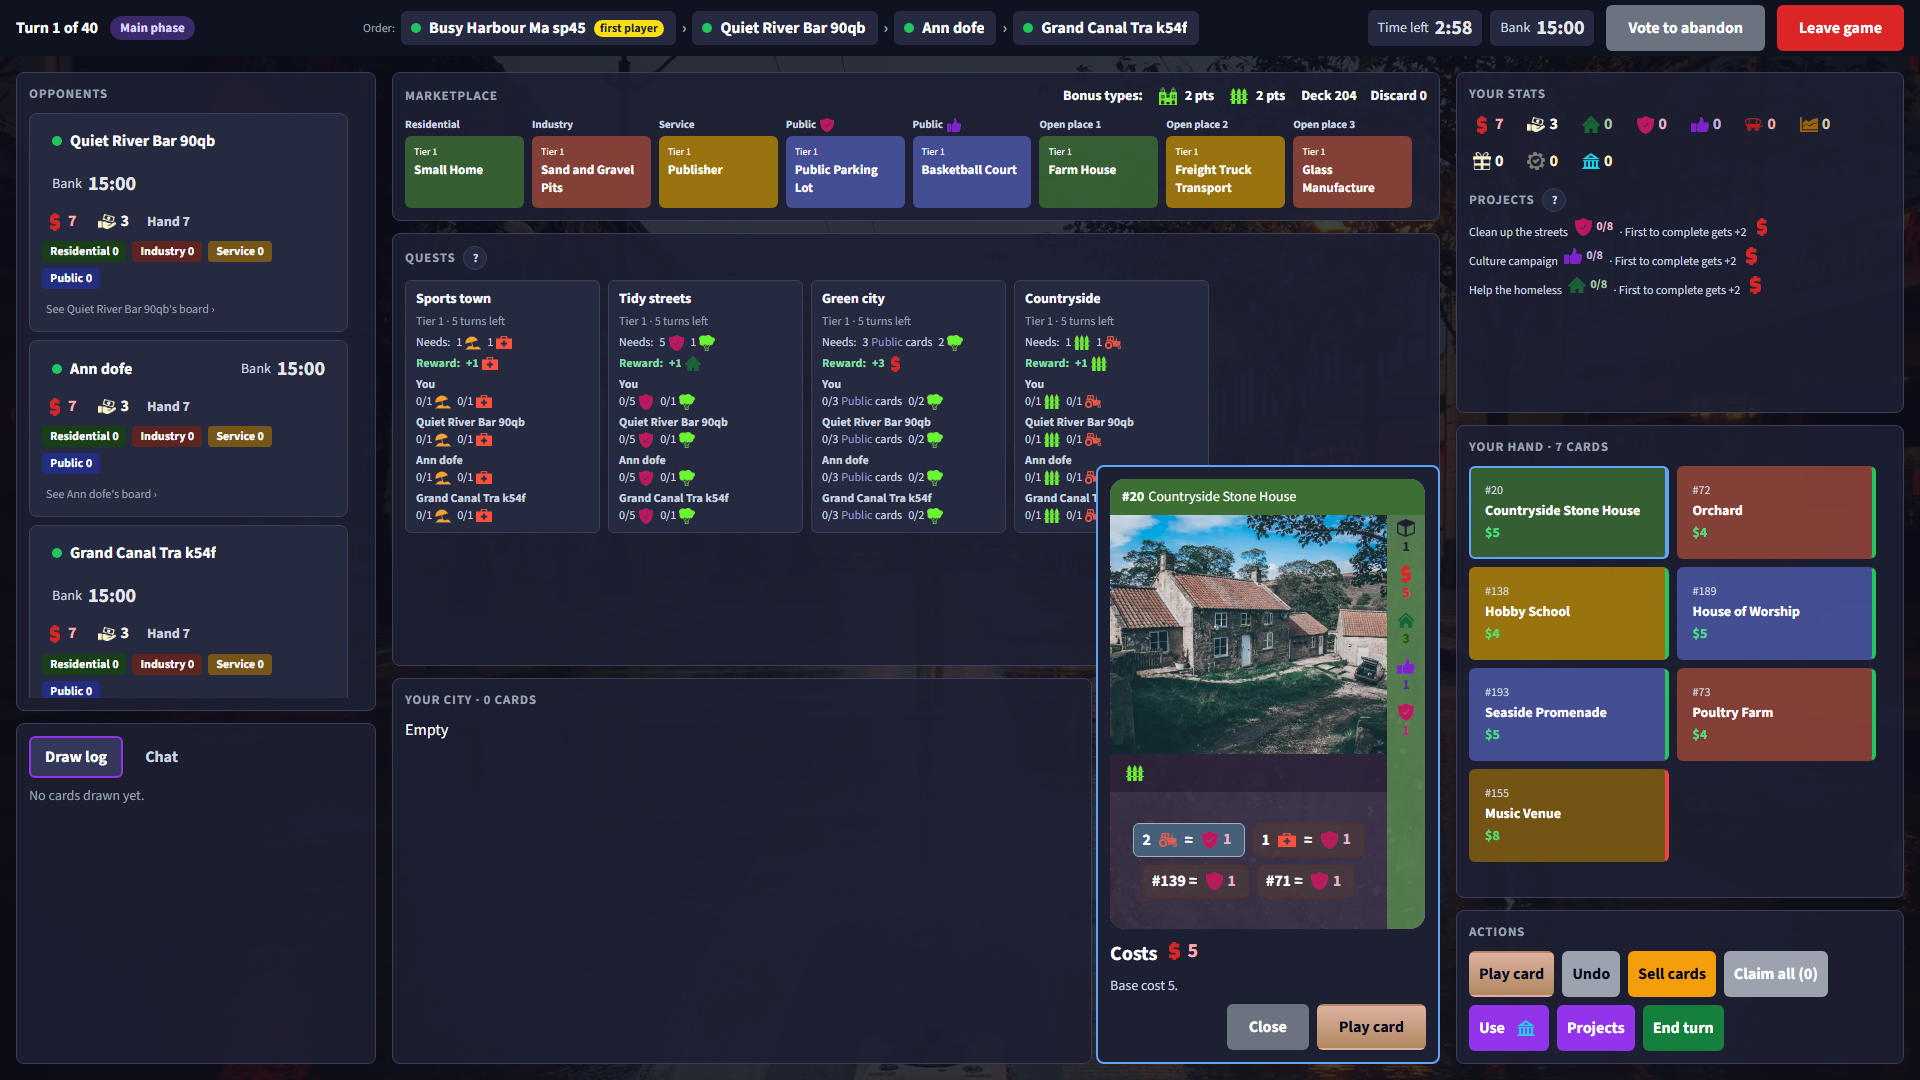 Turn 1 of 40 Main phase
Order: Busy Harbour Ma sp45 first player › Quiet River Bar 90qb › Ann dofe › Grand Canal Tra k54f
Time left 2:58 Bank 15:00 Vote to abandon Leave game
OPPONENTS
Quiet River Bar 90qb
Bank 15:00
7 3 Hand 7
Residential 0 Industry 0 Service 0
Public 0
See Quiet River Bar 90qb's board ›
Ann dofe Bank 15:00
7 3 Hand 7
Residential 0 Industry 0 Service 0
Public 0
See Ann dofe's board ›
Grand Canal Tra k54f
Bank 15:00
7 3 Hand 7
Residential 0 Industry 0 Service 0
Public 0
Draw log Chat
No cards drawn yet.
MARKETPLACE
Bonus types: 2 pts 2 pts Deck 204 Discard 0
Residential
Tier 1
Small Home
Industry
Tier 1
Sand and Gravel
Pits
Service
Tier 1
Publisher
Public
Tier 1
Public Parking
Lot
Public
Tier 1
Basketball Court
Open place 1
Tier 1
Farm House
Open place 2
Tier 1
Freight Truck
Transport
Open place 3
Tier 1
Glass
Manufacture
QUESTS ?
Sports town
Tier 1 · 5 turns left
Needs: 1 1
Reward: +1
You
0/1 0/1
Quiet River Bar 90qb
0/1 0/1
Ann dofe
0/1 0/1
Grand Canal Tra k54f
0/1 0/1
Tidy streets
Tier 1 · 5 turns left
Needs: 5 1
Reward: +1
You
0/5 0/1
Quiet River Bar 90qb
0/5 0/1
Ann dofe
0/5 0/1
Grand Canal Tra k54f
0/5 0/1
Green city
Tier 1 · 5 turns left
Needs: 3 Public cards 2
Reward: +3
You
0/3 Public cards 0/2
Quiet River Bar 90qb
0/3 Public cards 0/2
Ann dofe
0/3 Public cards 0/2
Grand Canal Tra k54f
0/3 Public cards 0/2
Countryside
Tier 1 · 5 turns left
Needs: 1 1
Reward: +1
You
0/1 0/1
Quiet River Bar 90qb
0/1 0/1
Ann dofe
0/1 0/1
Grand Canal T
0/1 0/1
YOUR CITY · 0 CARDS
Empty
#20 Countryside Stone House
1
5
3
1
1
2 = 1 1 = 1
#139 = 1 #71 = 1
Costs 5
Base cost 5.
Close Play card
YOUR STATS
7 3 0 0 0 0 0
0 0 0
PROJECTS ?
Clean up the streets 0/8 · First to complete gets +2
Culture campaign 0/8 · First to complete gets +2
Help the homeless 0/8 · First to complete gets +2
YOUR HAND · 7 CARDS
#20
Countryside Stone House
$5
#72
Orchard
$4
#138
Hobby School
$4
#189
House of Worship
$5
#193
Seaside Promenade
$5
#73
Poultry Farm
$4
#155
Music Venue
$8
ACTIONS
Play card Undo Sell cards Claim all (0)
Use Projects End turn